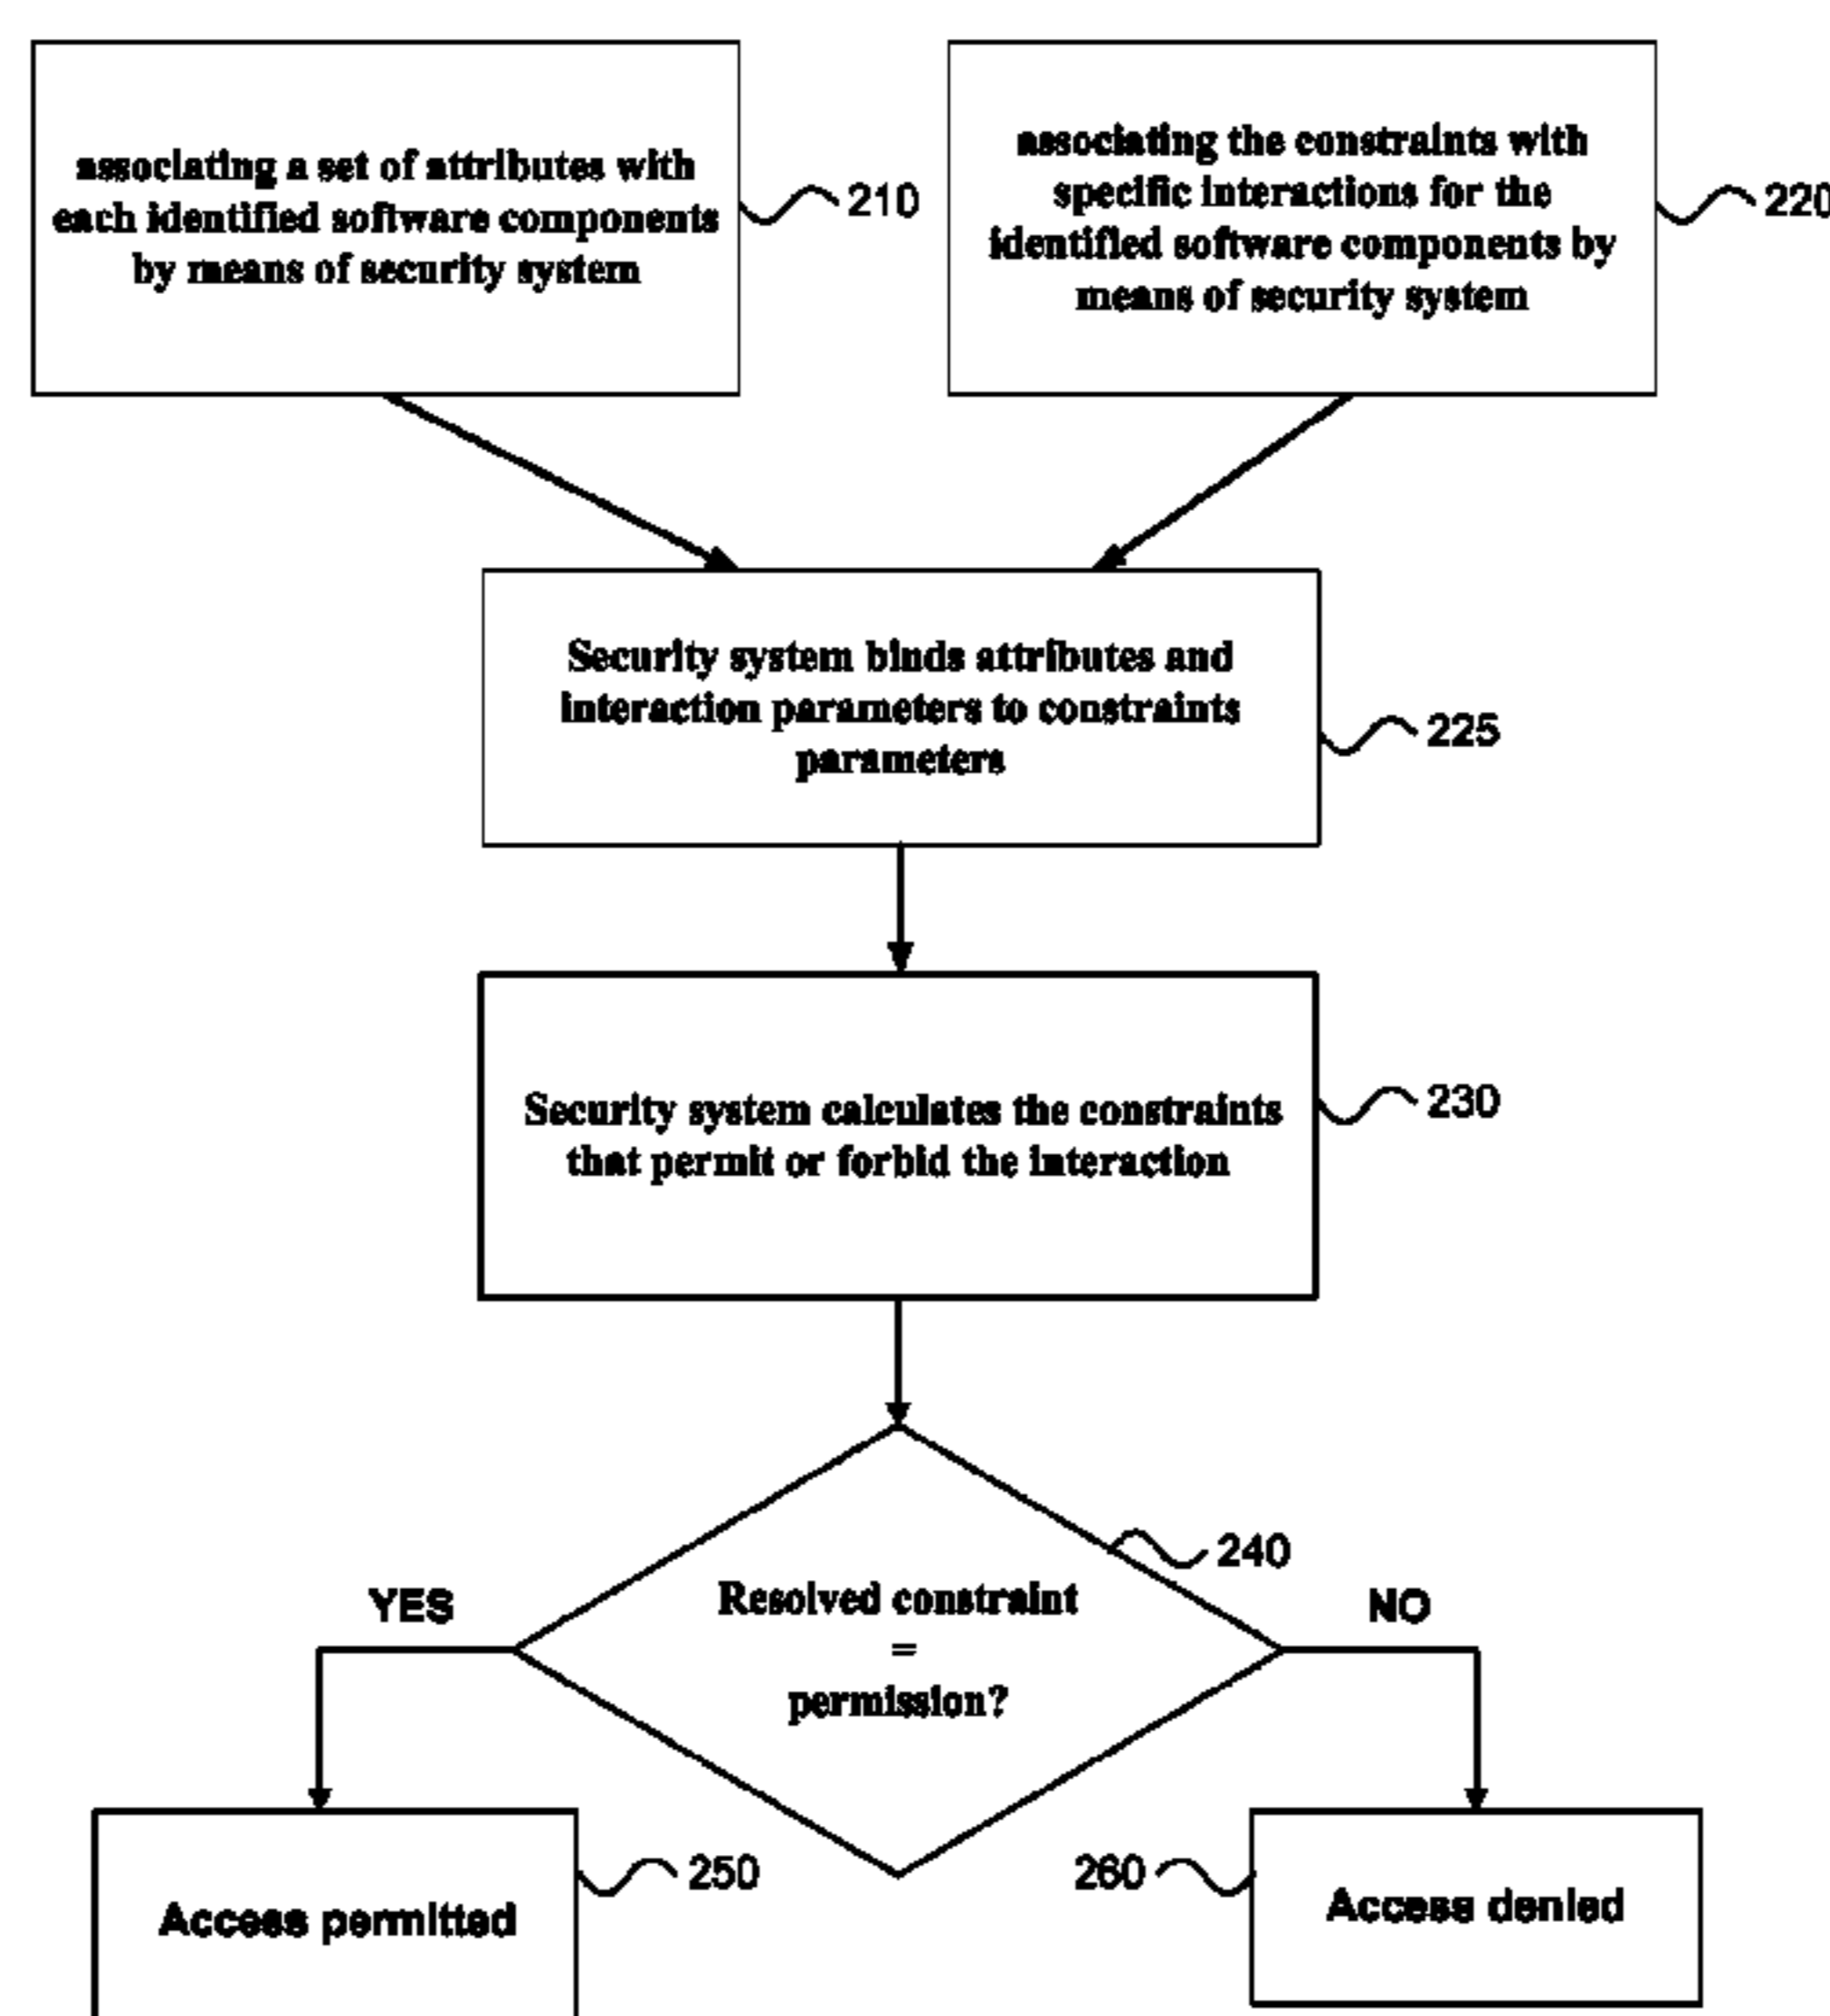 associating a set of attributes with
each identified software components
by means of security system
210
associating the constraints with
specific interactions for the
identified software components by
means of security system
220
Security system binds attributes and
interaction parameters to constraints
parameters
225
Security system calculates the constraints
that permit or forbid the interaction
230
240
Resolved constraint
=
permission?
YES
NO
250
Access permitted
260
Access denied